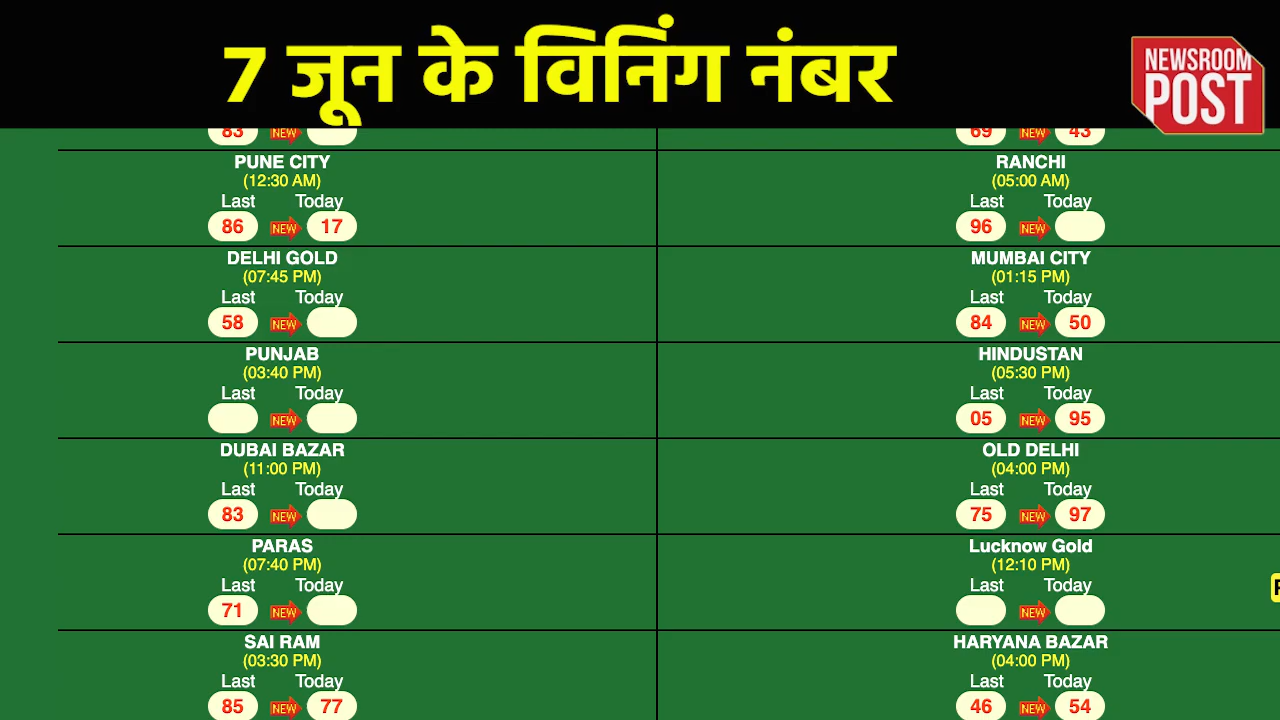 7 जून के विनिंग नंबर
NEWSROOM
POST
83 NEW
69 NEW 43
PUNE CITY
(12:30 AM)
Last Today
86 NEW 17
RANCHI
(05:00 AM)
Last Today
96 NEW
DELHI GOLD
(07:45 PM)
Last Today
58 NEW
MUMBAI CITY
(01:15 PM)
Last Today
84 NEW 50
PUNJAB
(03:40 PM)
Last Today
NEW
HINDUSTAN
(05:30 PM)
Last Today
05 NEW 95
DUBAI BAZAR
(11:00 PM)
Last Today
83 NEW
OLD DELHI
(04:00 PM)
Last Today
75 NEW 97
PARAS
(07:40 PM)
Last Today
71 NEW
Lucknow Gold
(12:10 PM)
Last Today
NEW
SAI RAM
(03:30 PM)
Last Today
85 NEW 77
HARYANA BAZAR
(04:00 PM)
Last Today
46 NEW 54